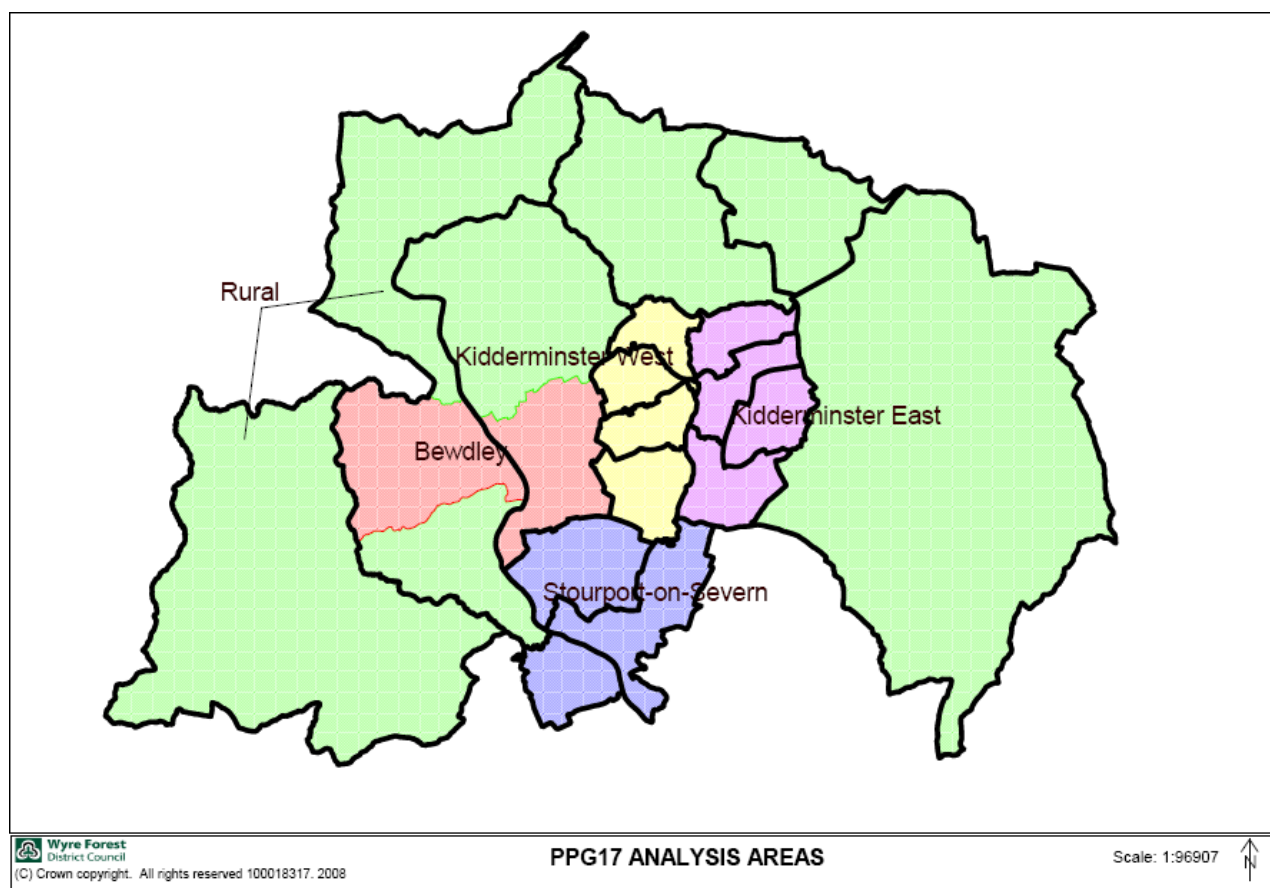 Rural
Kidderminster West
Kidderminster East
Bewdley
Stourport-on-Severn
Wyre Forest
District Council
(C) Crown copyright. All rights reserved 100018317. 2008
PPG17 ANALYSIS AREAS
Scale: 1:96907
N